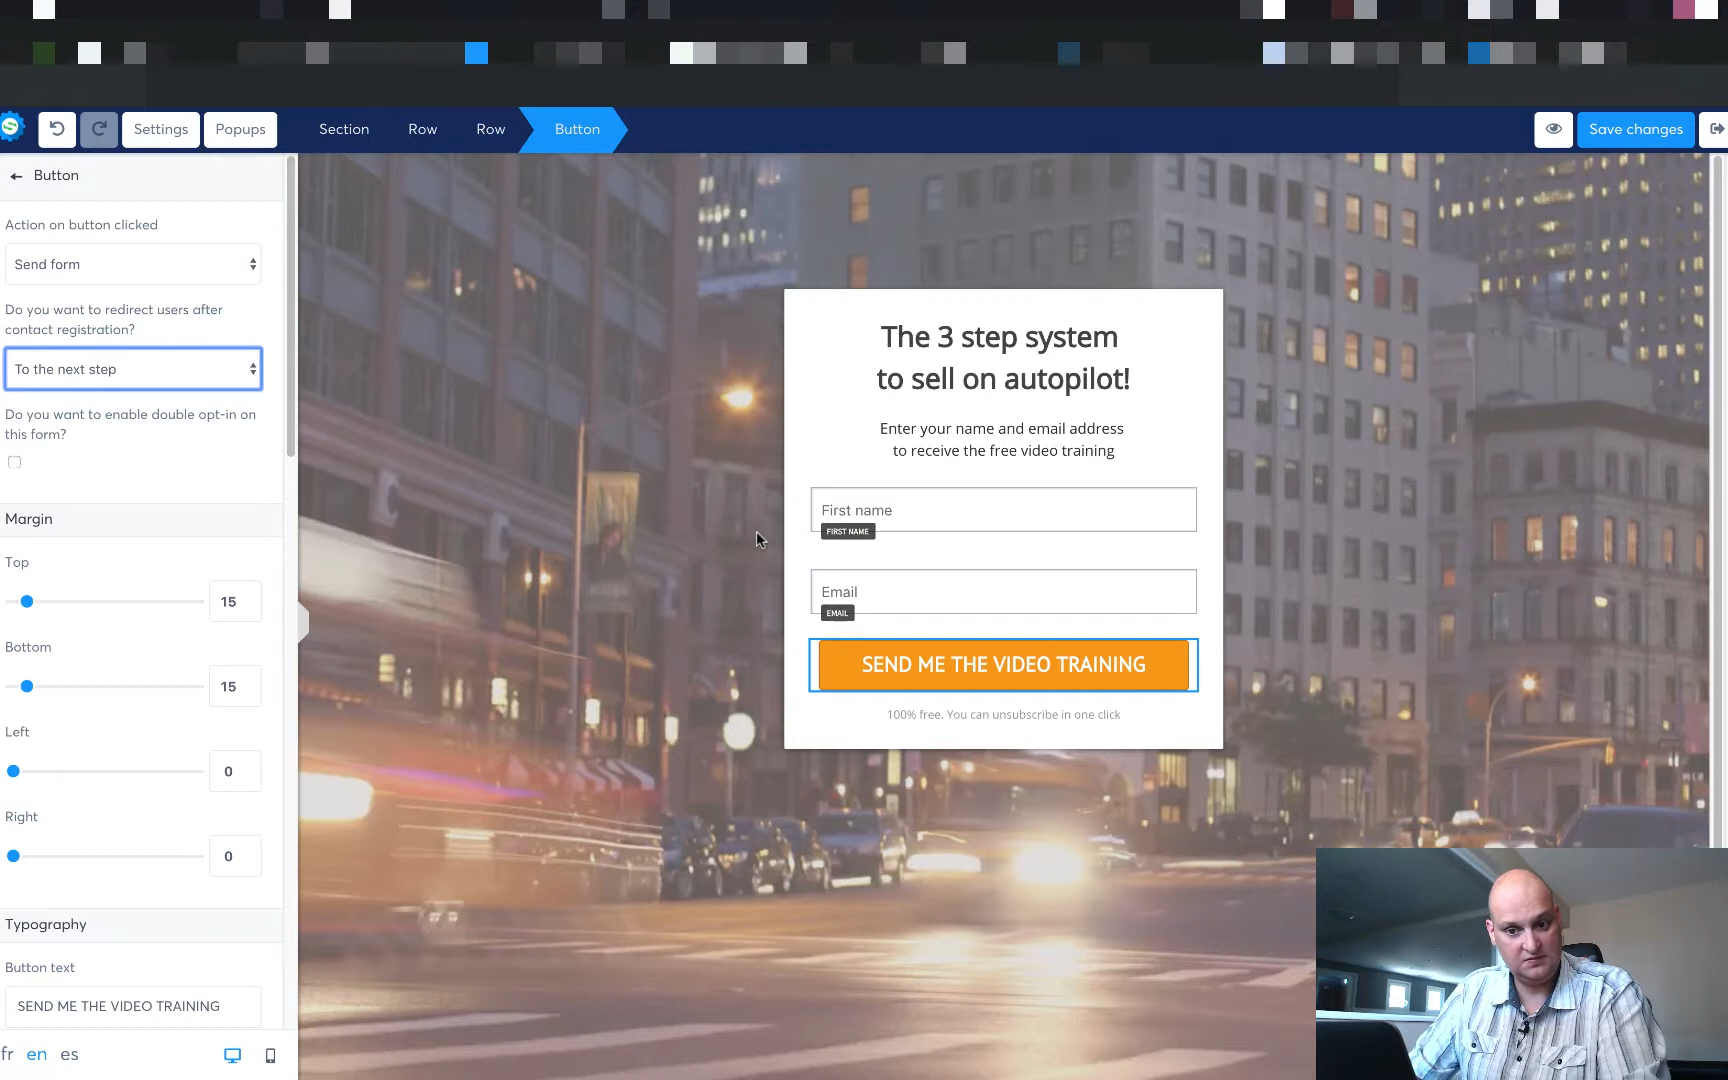 Settings
Popups
Section
Row
Row
Button
Save changes
Button
Action on button clicked
Send form
Do you want to redirect users after
contact registration?
To the next step
Do you want to enable double opt-in on
this form?
Margin
Top
15
Bottom
15
Left
0
Right
0
Typography
Button text
SEND ME THE VIDEO TRAINING
fr en es
The 3 step system
to sell on autopilot!
Enter your name and email address
to receive the free video training
First name
FIRST NAME
Email
EMAIL
SEND ME THE VIDEO TRAINING
100% free. You can unsubscribe in one click